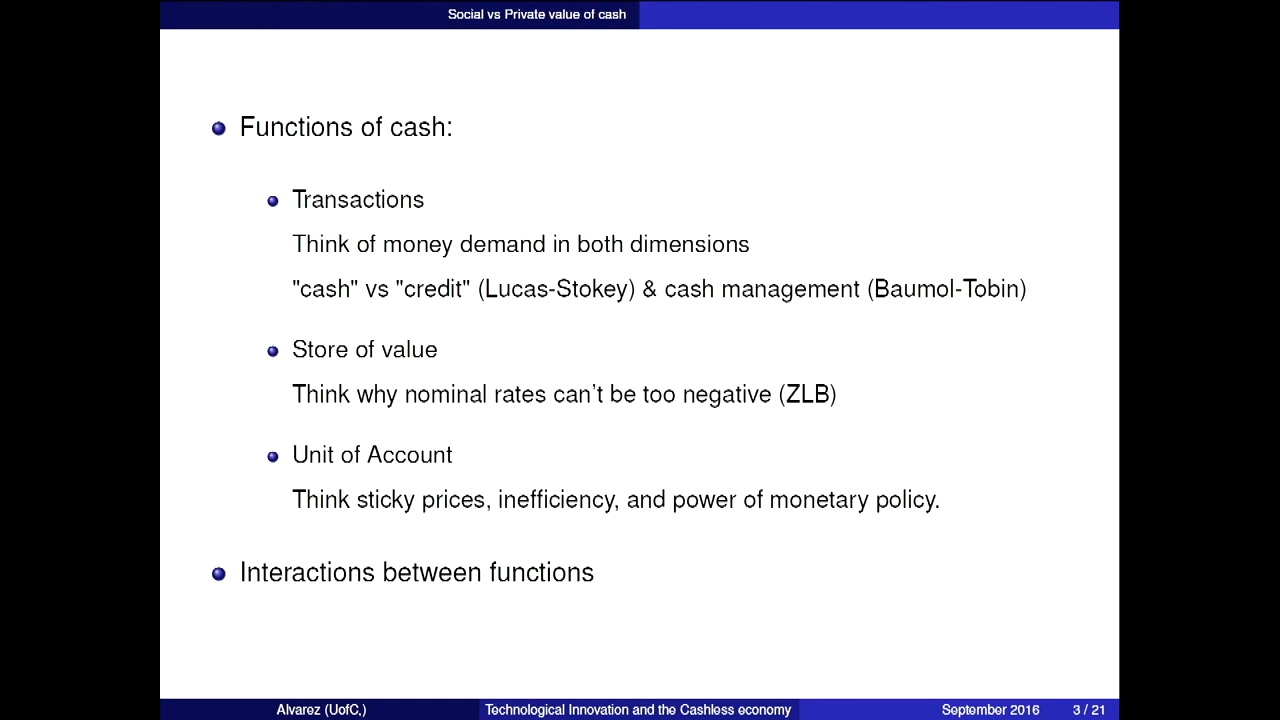 Social vs Private value of cash
Functions of cash:
Transactions
Think of money demand in both dimensions
"cash" vs "credit" (Lucas-Stokey) & cash management (Baumol-Tobin)
Store of value
Think why nominal rates can't be too negative (ZLB)
Unit of Account
Think sticky prices, inefficiency, and power of monetary policy.
Interactions between functions
Alvarez (UofC,) Technological Innovation and the Cashless economy September 2016 3 / 21